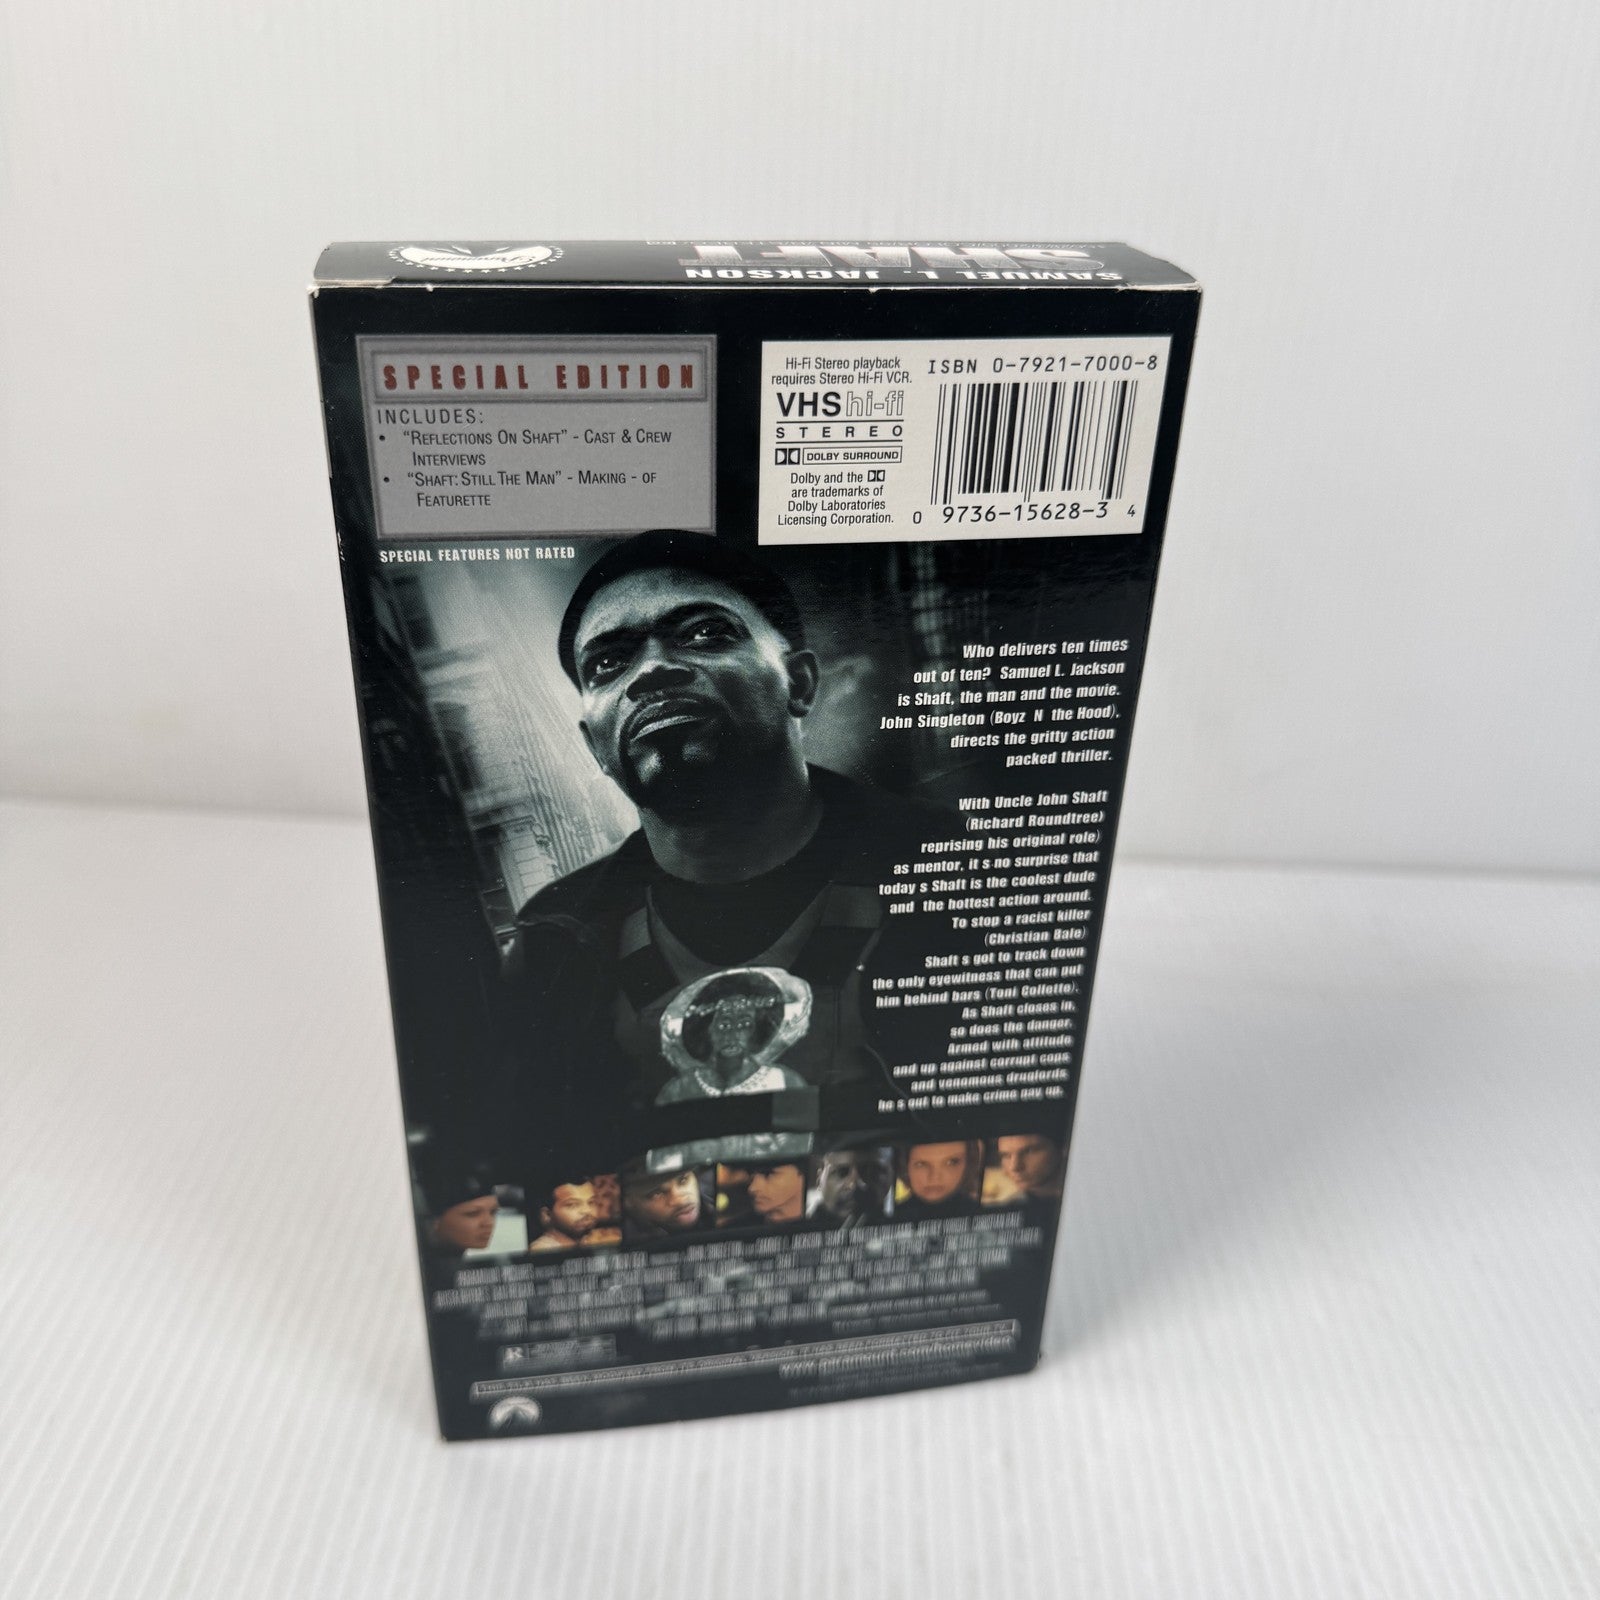 SAMUEL L. JACKSON
SHAFT
Paramount
SPECIAL EDITION
INCLUDES:
• "REFLECTIONS ON SHAFT" - CAST & CREW
INTERVIEWS
• "SHAFT: STILL THE MAN" - MAKING - OF
FEATURETTE
SPECIAL FEATURES NOT RATED
Hi-Fi Stereo playback
requires Stereo Hi-Fi VCR.
VHS hi-fi
STEREO
DOLBY SURROUND
Dolby and the
are trademarks of
Dolby Laboratories
Licensing Corporation.
ISBN 0-7921-7000-8
0 9736-15628-3 4
Who delivers ten times
out of ten? Samuel L. Jackson
is Shaft, the man and the movie.
John Singleton (Boyz N the Hood),
directs the gritty action
packed thriller.
With Uncle John Shaft
(Richard Roundtree)
reprising his original role)
as mentor, it s no surprise that
today s Shaft is the coolest dude
and the hottest action around.
To stop a racist killer
(Christian Bale)
Shaft s got to track down
the only eyewitness that can put
him behind bars (Toni Collette).
As Shaft closes in,
so does the danger.
Armed with attitude
and up against corrupt cops
and venomous druglords
he s out to make crime pay up.
R
www.paramount.com/homevideo